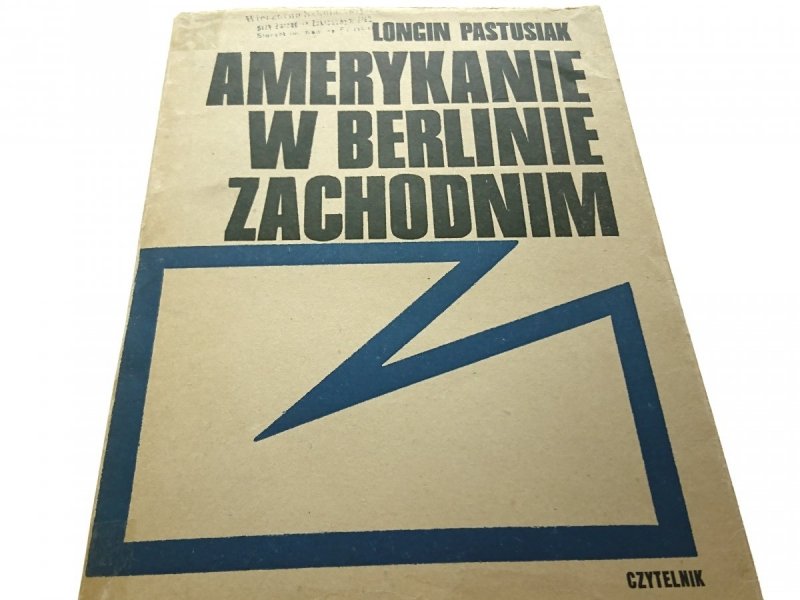 LONGIN PASTUSIAK
AMERYKANIE
W BERLINIE
ZACHODNIM
CZYTELNIK